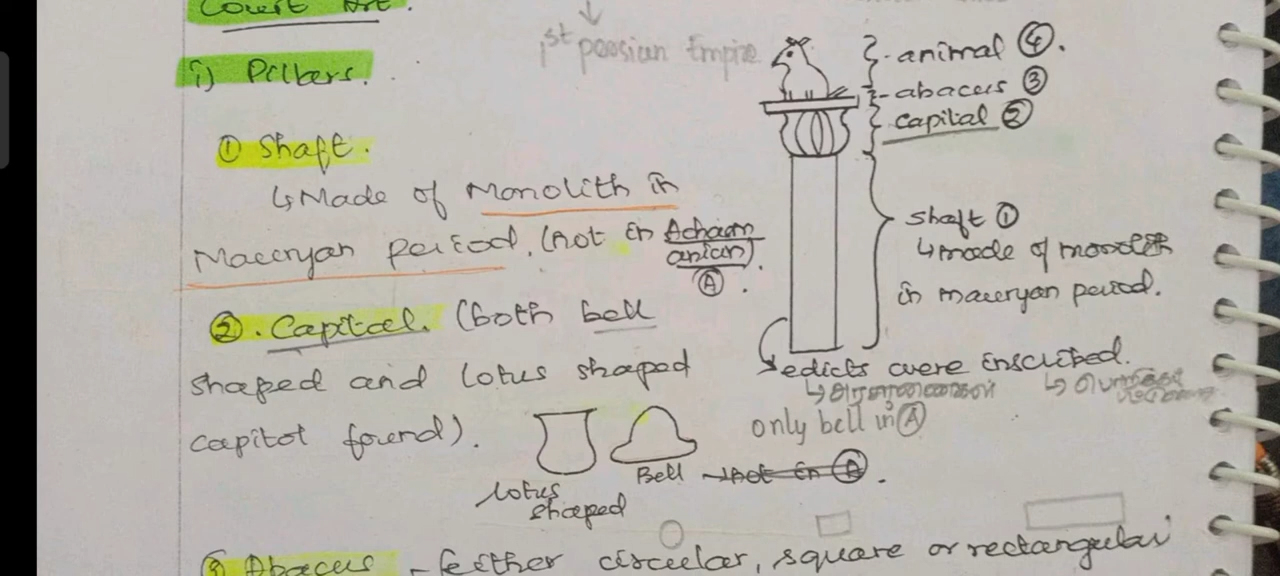 Court Art.
1st persian Empire
i) Pillars.
animal ④.
abacus ③
capital ②
① Shaft.
↳ Made of Monolith in
Mauryan period. (not in Achaem
anian)
Ⓐ.
shaft ①
↳ made of monolith
in mauryan period.
② . Capital. (both bell
shaped and lotus shaped
capitol found).
edicts were inscribed.
↳ ↳
only bell in Ⓐ
Lotus
shaped
Bell → not in Ⓐ.
③ Abacus - either circular, square or rectangular